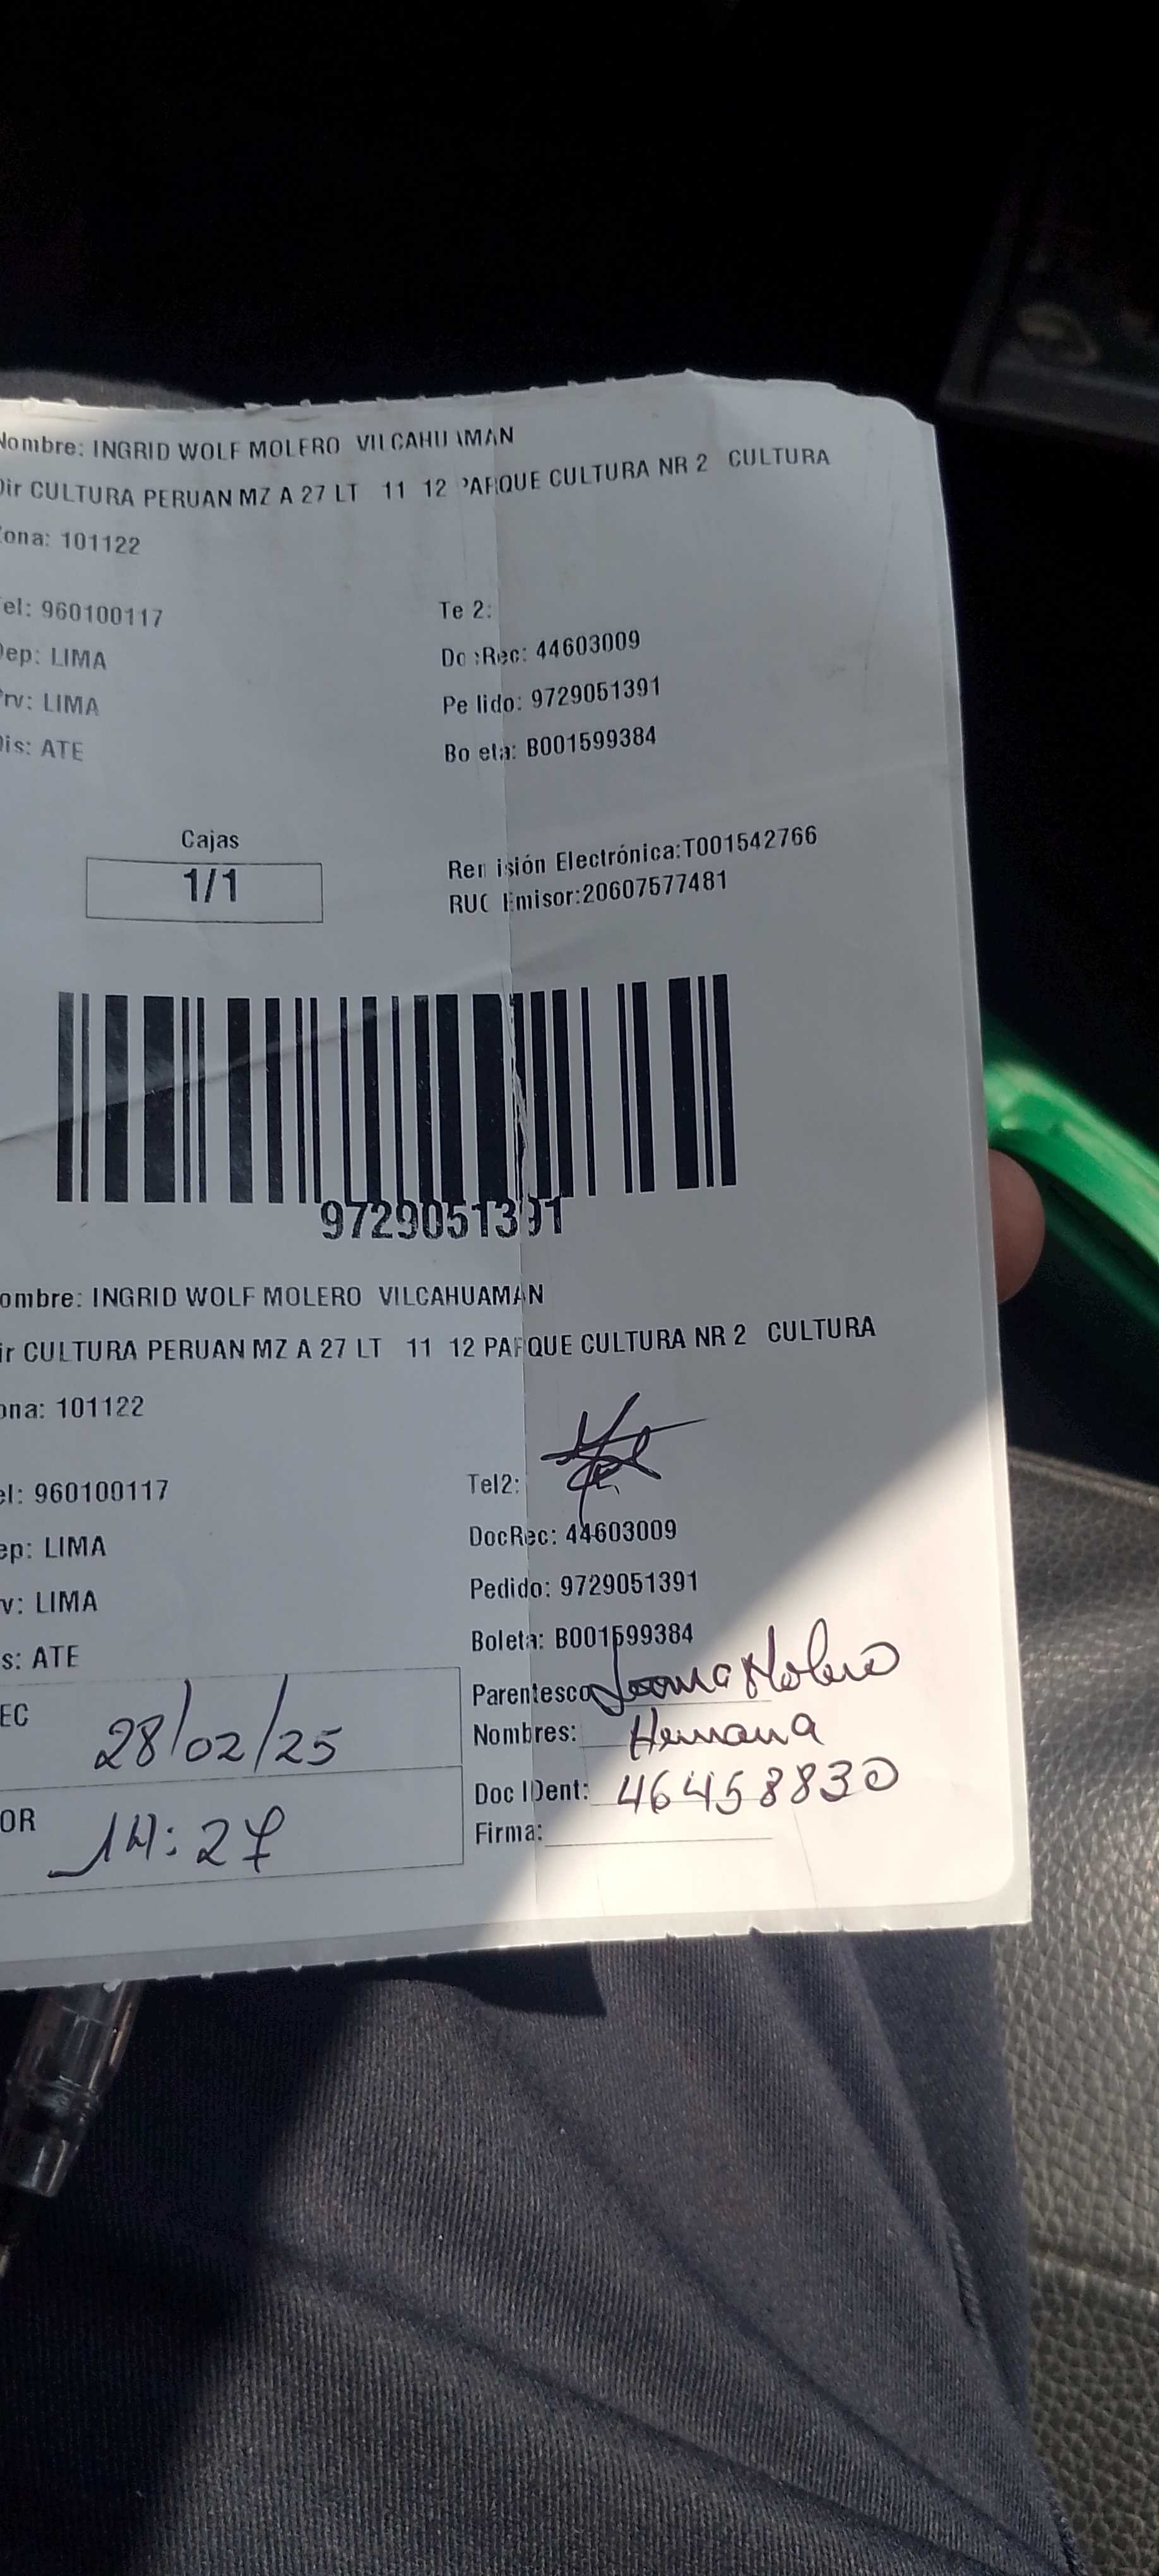 Nombre: INGRID WOLF MOLERO VILCAHUAMAN
Dir CULTURA PERUAN MZ A 27 LT 11 12 PARQUE CULTURA NR 2 CULTURA
Zona: 101122
Tel: 960100117 Te 2:
Dep: LIMA Doc Rec: 44603009
Prv: LIMA Pedido: 9729051391
Dis: ATE Boleta: B001599384
Cajas
1/1
Remisión Electrónica:T001542766
RUC Emisor:20607577481
9729051391
ombre: INGRID WOLF MOLERO VILCAHUAMAN
ir CULTURA PERUAN MZ A 27 LT 11 12 PARQUE CULTURA NR 2 CULTURA
ona: 101122
el: 960100117 Tel2:
ep: LIMA DocRec: 44603009
v: LIMA Pedido: 9729051391
s: ATE Boleta: B001599384
EC 28/02/25
OR 14:27
Parentesco Molero
Nombres: Hermana
Doc IDent: 46458830
Firma: